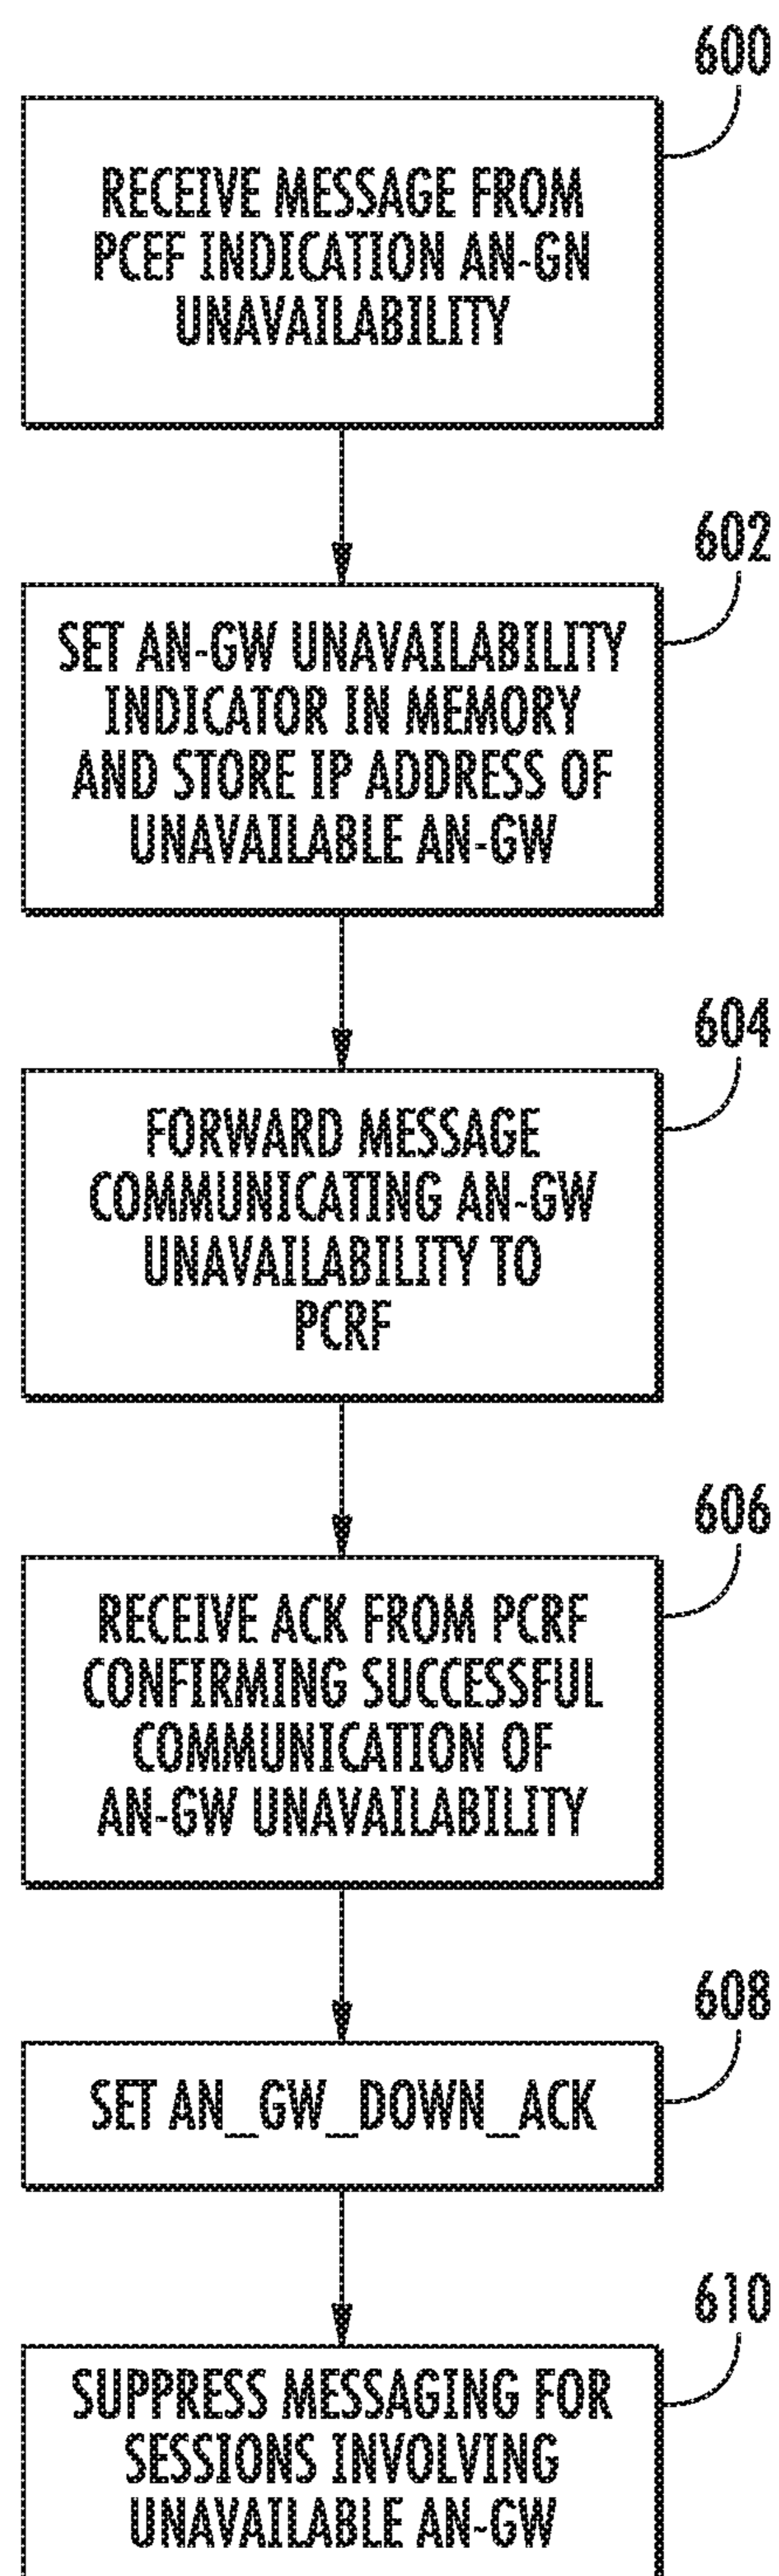 600
RECEIVE MESSAGE FROM
PCEF INDICATION AN-GN
UNAVAILABILITY
602
SET AN-GW UNAVAILABILITY
INDICATOR IN MEMORY
AND STORE IP ADDRESS OF
UNAVAILABLE AN-GW
604
FORWARD MESSAGE
COMMUNICATING AN-GW
UNAVAILABILITY TO
PCRF
606
RECEIVE ACK FROM PCRF
CONFIRMING SUCCESSFUL
COMMUNICATION OF
AN-GW UNAVAILABILITY
608
SET AN_GW_DOWN_ACK
610
SUPPRESS MESSAGING FOR
SESSIONS INVOLVING
UNAVAILABLE AN-GW